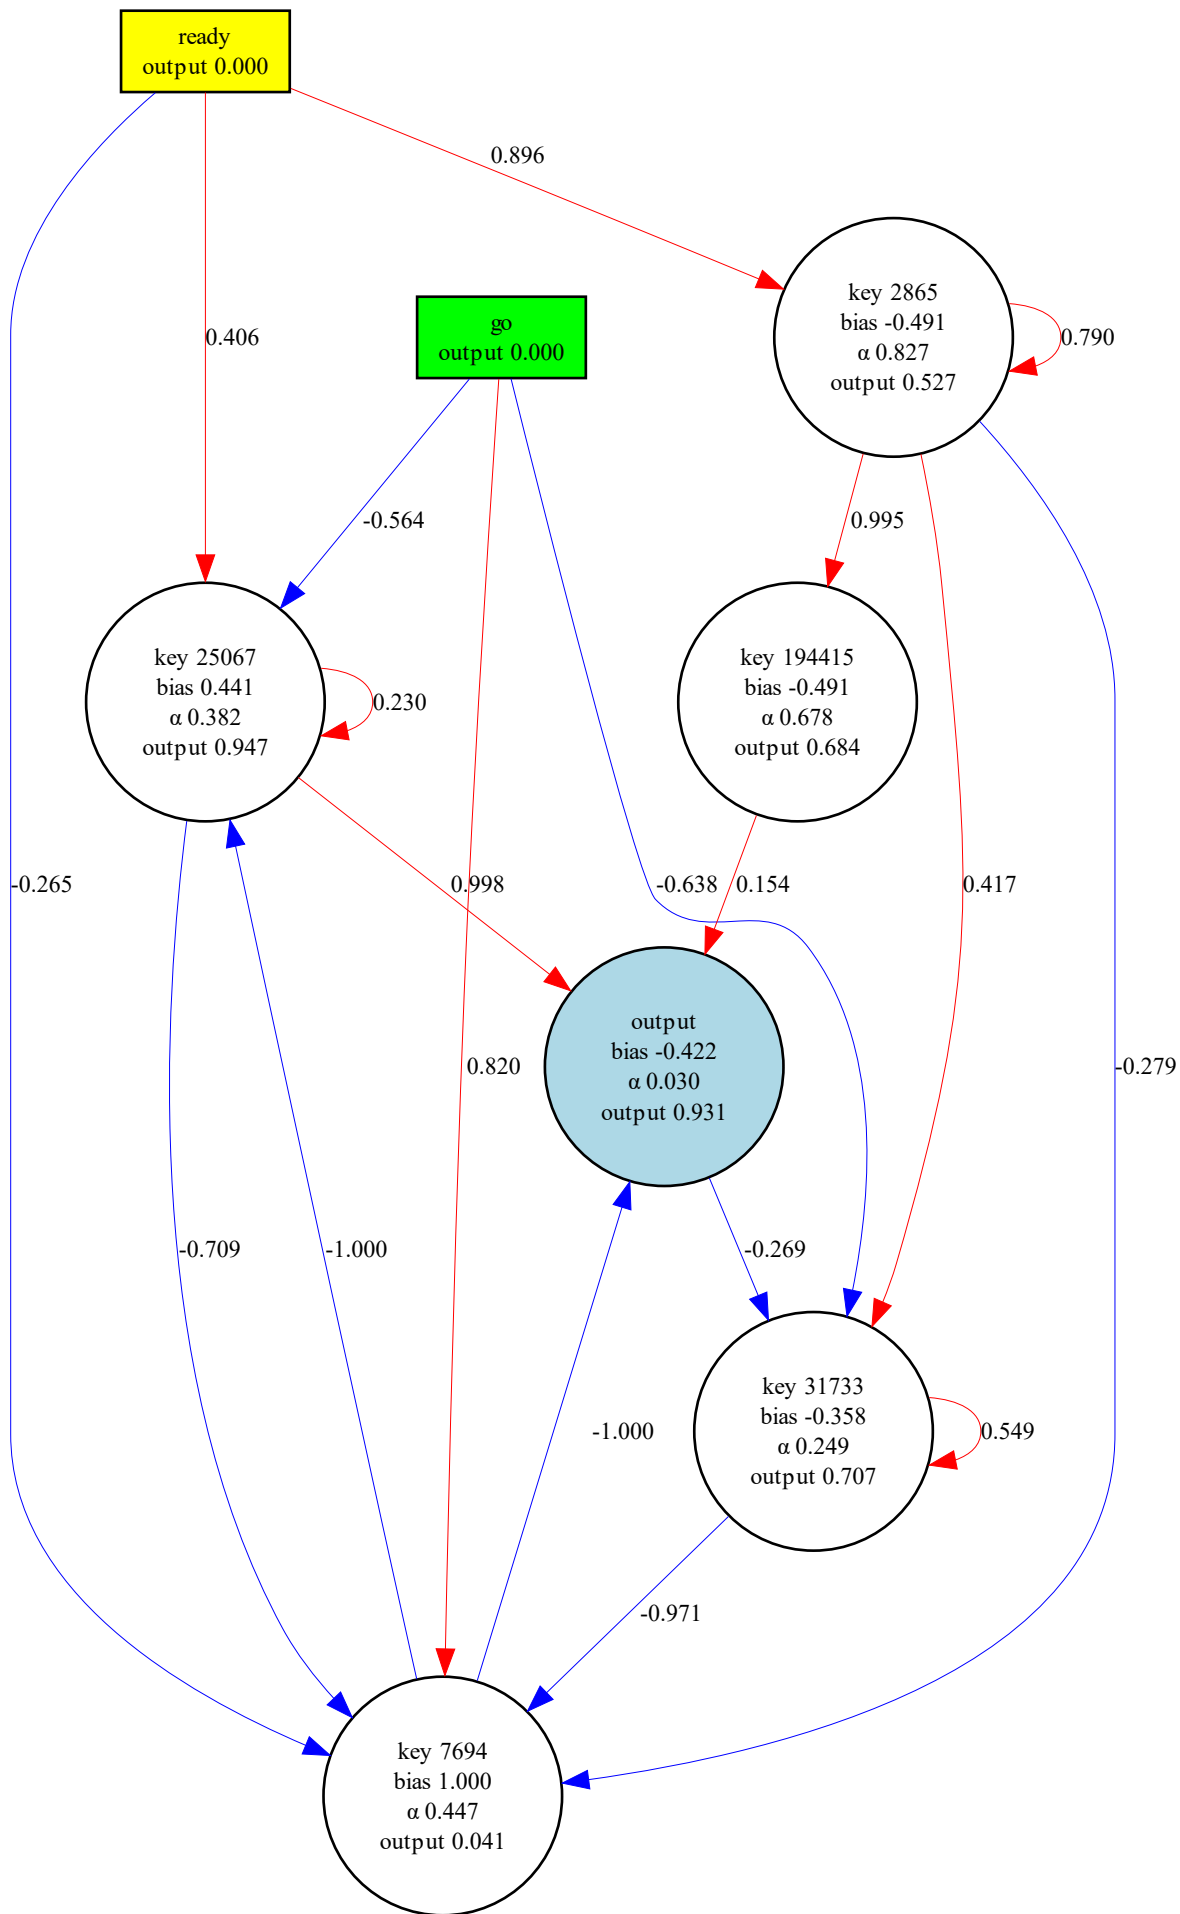 ready
output 0.000
0.896
key 2865
bias -0.491
α 0.827
output 0.527
0.790
go
output 0.000
0.406
-0.564
0.995
key 25067
bias 0.441
α 0.382
output 0.947
0.230
key 194415
bias -0.491
α 0.678
output 0.684
-0.265
0.998
-0.638
0.154
0.417
output
bias -0.422
α 0.030
output 0.931
0.820
-0.279
-0.709
-1.000
-0.269
key 31733
bias -0.358
α 0.249
output 0.707
0.549
-1.000
-0.971
key 7694
bias 1.000
α 0.447
output 0.041